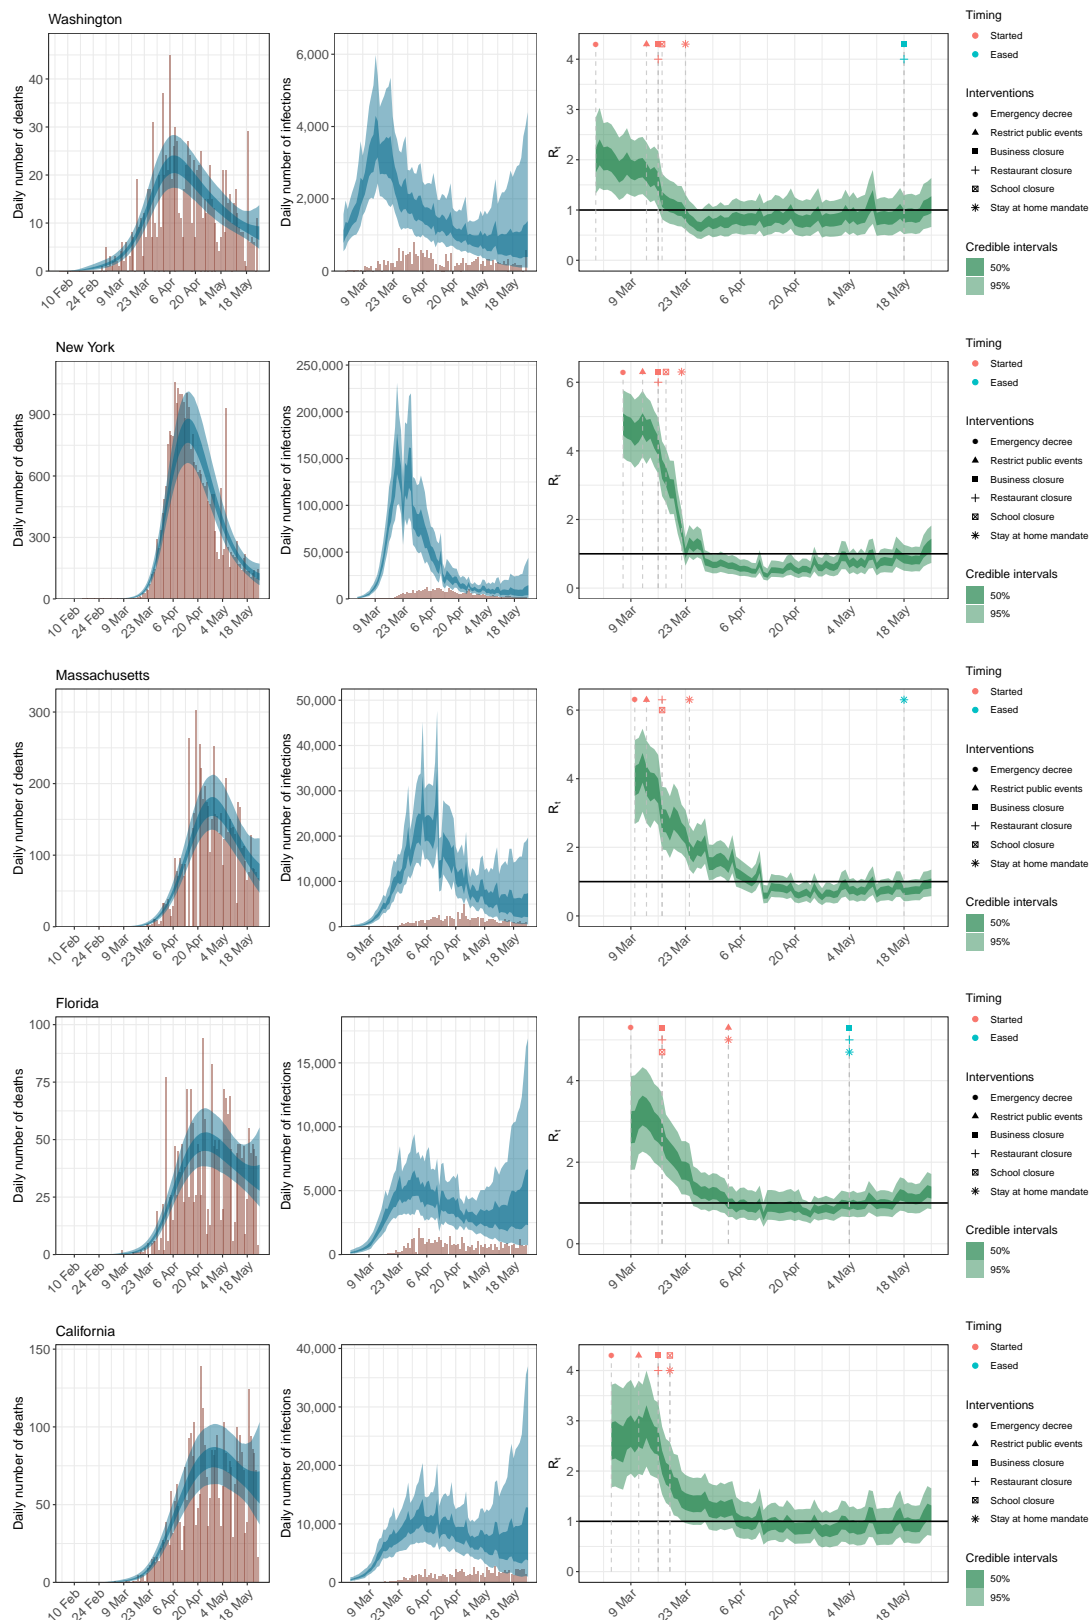 Washington
Daily number of deaths
0
10
20
30
40
10 Feb
24 Feb
9 Mar
23 Mar
6 Apr
20 Apr
4 May
18 May
Daily number of infections
0
2,000
4,000
6,000
9 Mar
23 Mar
6 Apr
20 Apr
4 May
18 May
Rt
0
1
2
3
4
9 Mar
23 Mar
6 Apr
20 Apr
4 May
18 May
Timing
Started
Eased
Interventions
Emergency decree
Restrict public events
Business closure
Restaurant closure
School closure
Stay at home mandate
Credible intervals
50%
95%
New York
Daily number of deaths
0
300
600
900
10 Feb
24 Feb
9 Mar
23 Mar
6 Apr
20 Apr
4 May
18 May
Daily number of infections
0
50,000
100,000
150,000
200,000
250,000
9 Mar
23 Mar
6 Apr
20 Apr
4 May
18 May
Rt
0
2
4
6
9 Mar
23 Mar
6 Apr
20 Apr
4 May
18 May
Timing
Started
Eased
Interventions
Emergency decree
Restrict public events
Business closure
Restaurant closure
School closure
Stay at home mandate
Credible intervals
50%
95%
Massachusetts
Daily number of deaths
0
100
200
300
10 Feb
24 Feb
9 Mar
23 Mar
6 Apr
20 Apr
4 May
18 May
Daily number of infections
0
10,000
20,000
30,000
40,000
50,000
9 Mar
23 Mar
6 Apr
20 Apr
4 May
18 May
Rt
0
2
4
6
9 Mar
23 Mar
6 Apr
20 Apr
4 May
18 May
Timing
Started
Eased
Interventions
Emergency decree
Restrict public events
Business closure
Restaurant closure
School closure
Stay at home mandate
Credible intervals
50%
95%
Florida
Daily number of deaths
0
25
50
75
100
10 Feb
24 Feb
9 Mar
23 Mar
6 Apr
20 Apr
4 May
18 May
Daily number of infections
0
5,000
10,000
15,000
9 Mar
23 Mar
6 Apr
20 Apr
4 May
18 May
Rt
0
2
4
9 Mar
23 Mar
6 Apr
20 Apr
4 May
18 May
Timing
Started
Eased
Interventions
Emergency decree
Restrict public events
Business closure
Restaurant closure
School closure
Stay at home mandate
Credible intervals
50%
95%
California
Daily number of deaths
0
50
100
150
10 Feb
24 Feb
9 Mar
23 Mar
6 Apr
20 Apr
4 May
18 May
Daily number of infections
0
10,000
20,000
30,000
40,000
9 Mar
23 Mar
6 Apr
20 Apr
4 May
18 May
Rt
0
1
2
3
4
9 Mar
23 Mar
6 Apr
20 Apr
4 May
18 May
Timing
Started
Eased
Interventions
Emergency decree
Restrict public events
Business closure
Restaurant closure
School closure
Stay at home mandate
Credible intervals
50%
95%